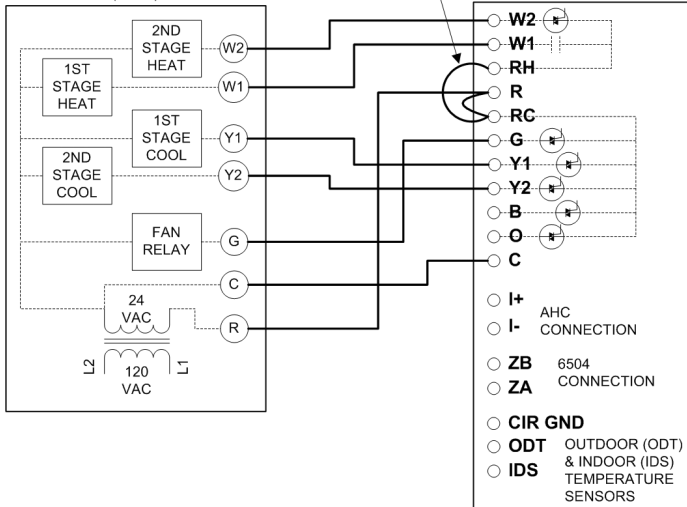 2ND
STAGE
HEAT
W2
1ST
STAGE
HEAT
W1
1ST
STAGE
COOL
Y1
2ND
STAGE
COOL
Y2
FAN
RELAY
G
C
24
VAC
R
L2
120
VAC
L1
W2
W1
RH
R
RC
G
Y1
Y2
B
O
C
I+
I-
AHC
CONNECTION
ZB
ZA
6504
CONNECTION
CIR GND
ODT
IDS
OUTDOOR (ODT)
& INDOOR (IDS)
TEMPERATURE
SENSORS